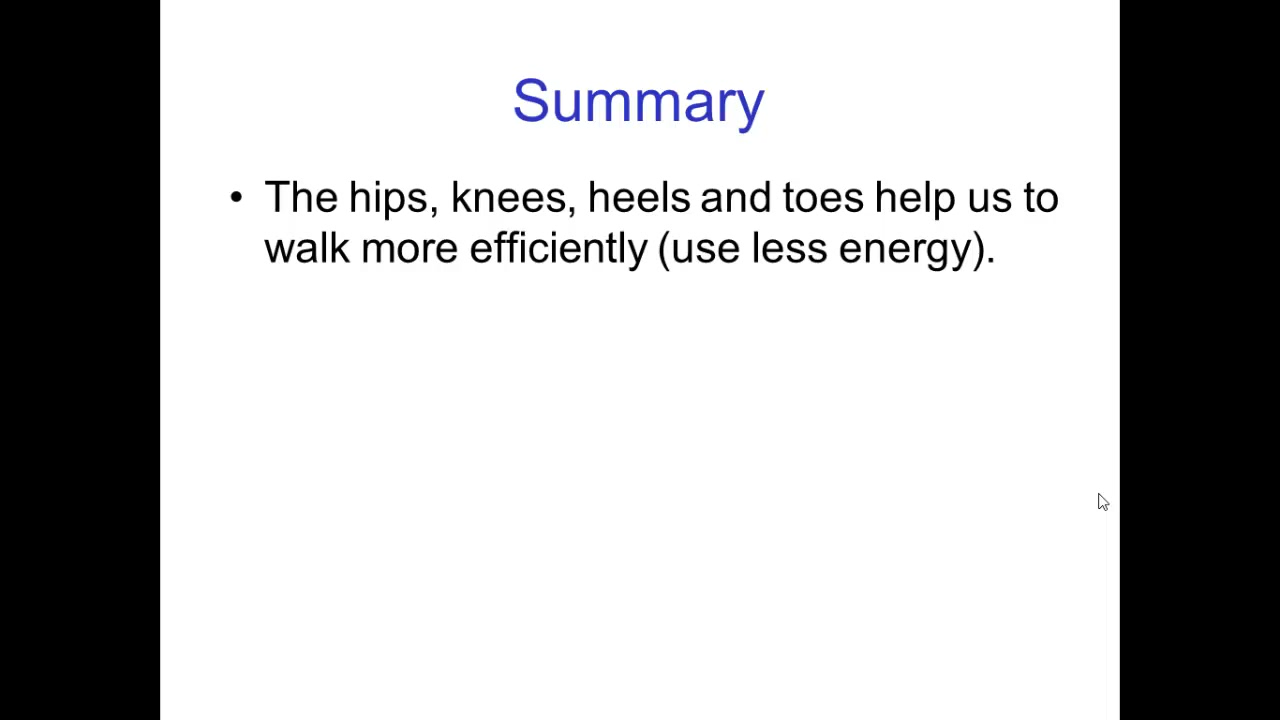 Summary
• The hips, knees, heels and toes help us to
walk more efficiently (use less energy).